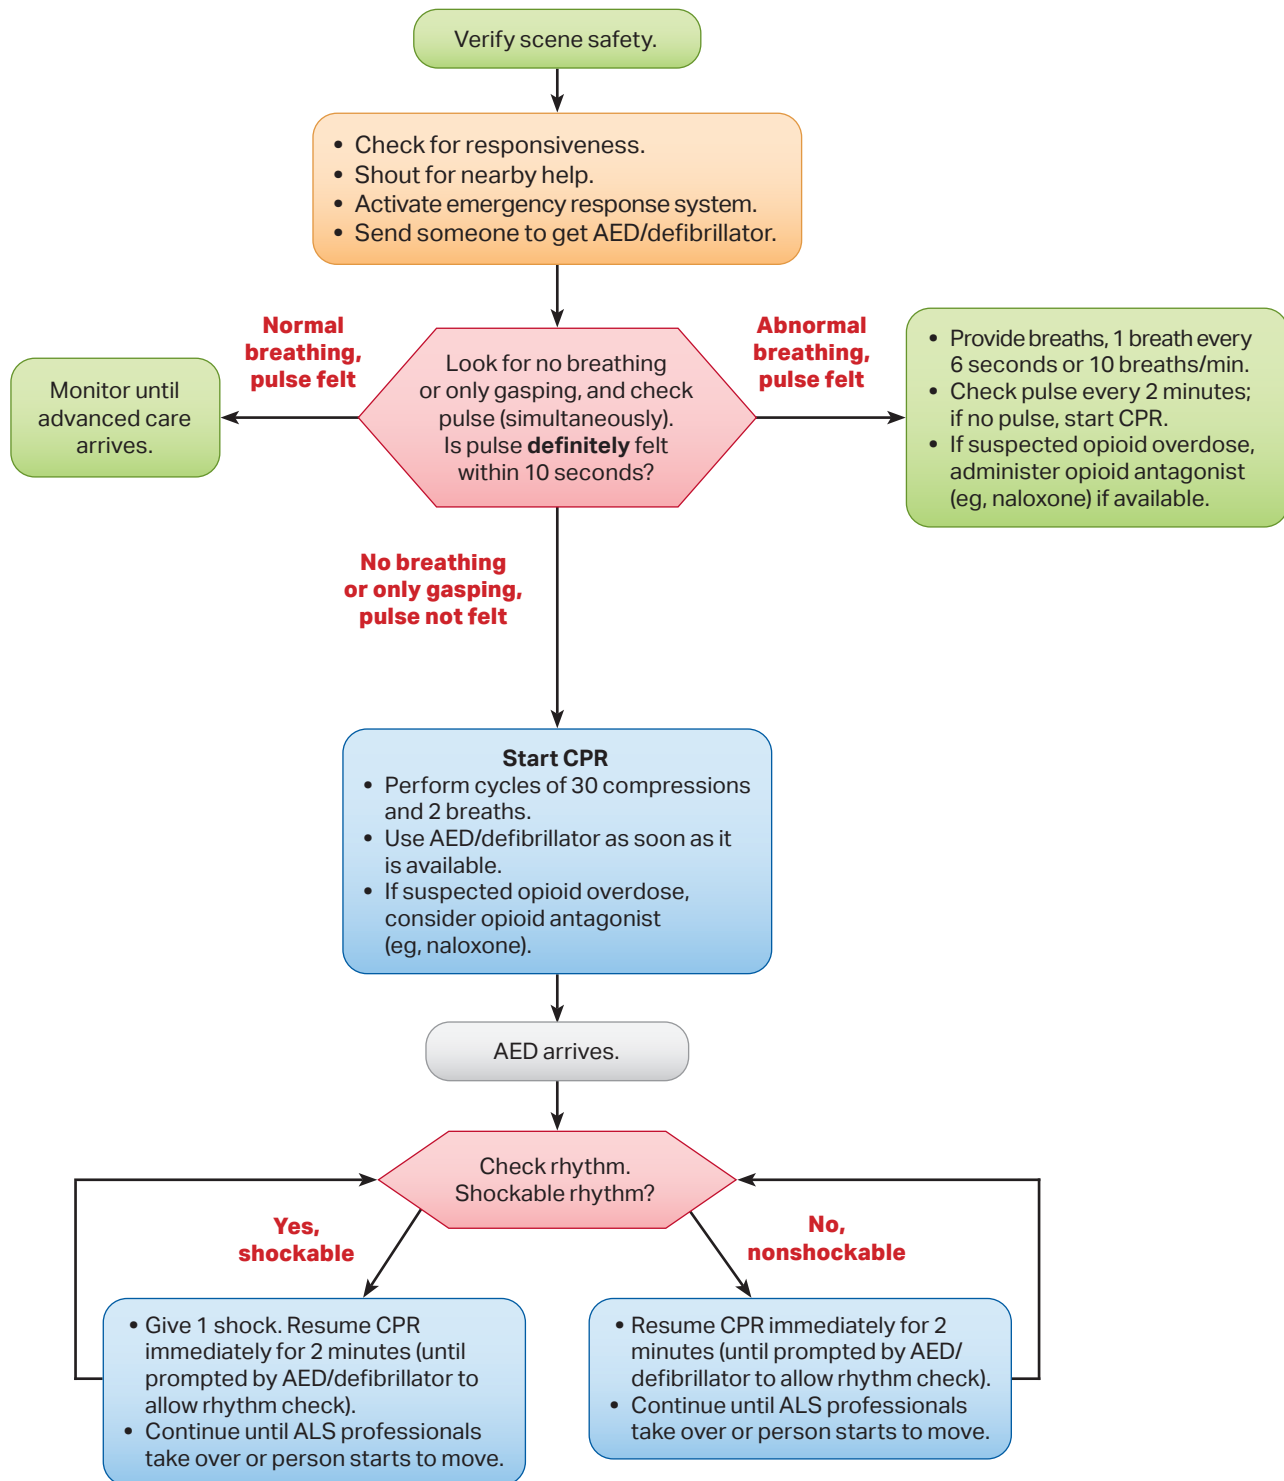 Verify scene safety.
• Check for responsiveness.
• Shout for nearby help.
• Activate emergency response system.
• Send someone to get AED/defibrillator.
Normal
breathing,
pulse felt
Abnormal
breathing,
pulse felt
Monitor until
advanced care
arrives.
Look for no breathing
or only gasping, and check
pulse (simultaneously).
Is pulse definitely felt
within 10 seconds?
• Provide breaths, 1 breath every
6 seconds or 10 breaths/min.
• Check pulse every 2 minutes;
if no pulse, start CPR.
• If suspected opioid overdose,
administer opioid antagonist
(eg, naloxone) if available.
No breathing
or only gasping,
pulse not felt
Start CPR
• Perform cycles of 30 compressions
and 2 breaths.
• Use AED/defibrillator as soon as it
is available.
• If suspected opioid overdose,
consider opioid antagonist
(eg, naloxone).
AED arrives.
Check rhythm.
Shockable rhythm?
Yes,
shockable
No,
nonshockable
• Give 1 shock. Resume CPR
immediately for 2 minutes (until
prompted by AED/defibrillator to
allow rhythm check).
• Continue until ALS professionals
take over or person starts to move.
• Resume CPR immediately for 2
minutes (until prompted by AED/
defibrillator to allow rhythm check).
• Continue until ALS professionals
take over or person starts to move.